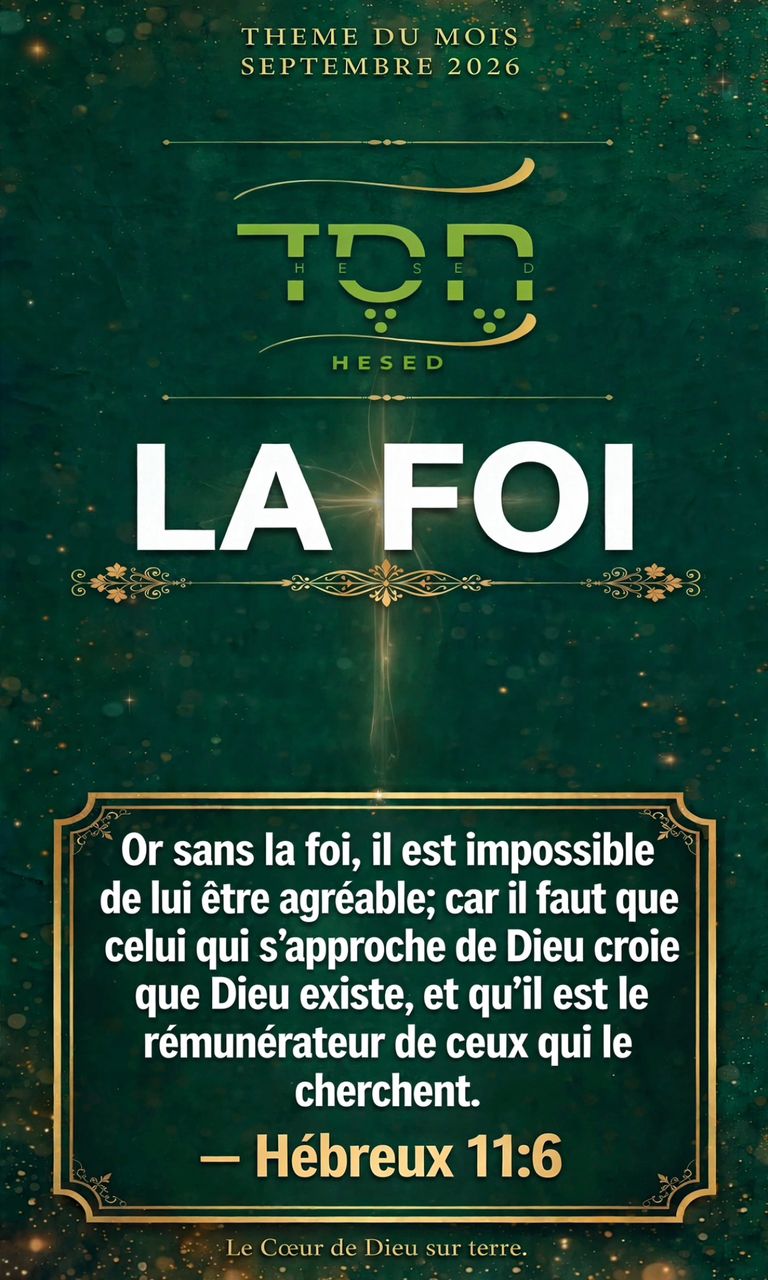 THEME DU MOIS
SEPTEMBRE 2026
חסד
H E S E D
HESED
LA FOI
Or sans la foi, il est impossible
de lui être agréable; car il faut que
celui qui s’approche de Dieu croie
que Dieu existe, et qu’il est le
rémunérateur de ceux qui le
cherchent.
— Hébreux 11:6
Le Cœur de Dieu sur terre.